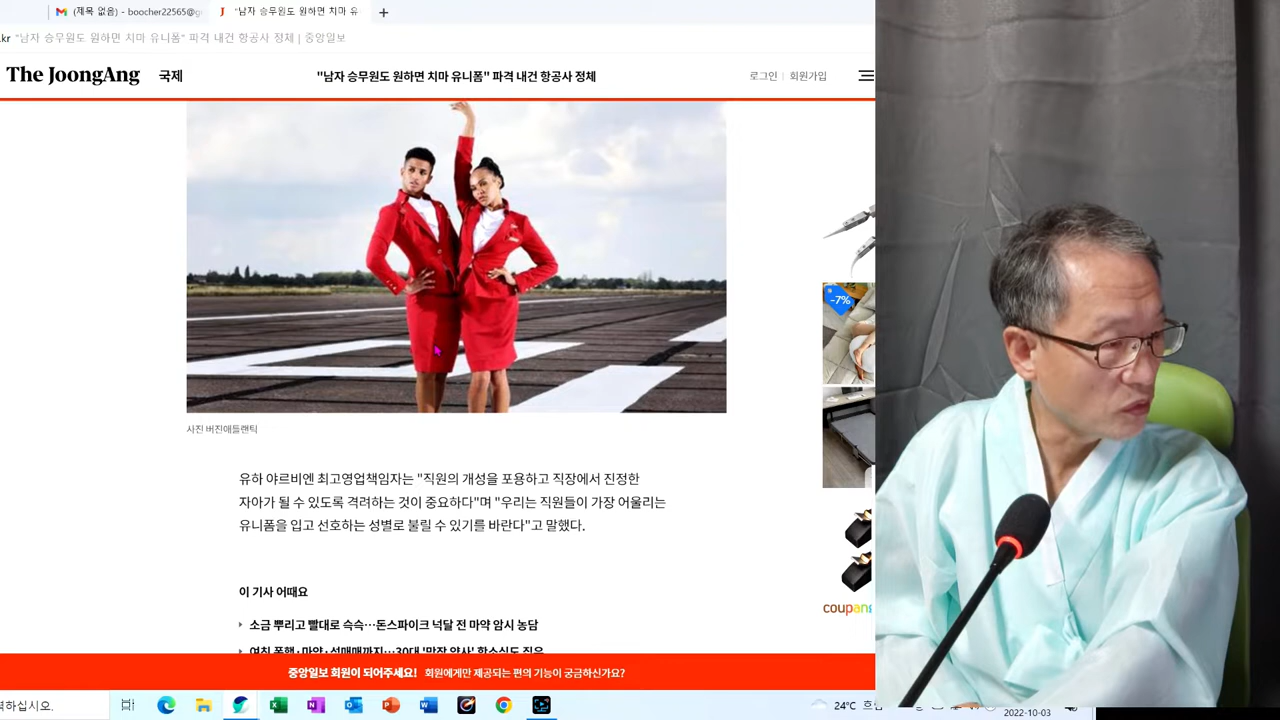 (제목 없음) - boocher22565@g
"남자 승무원도 원하면 치마 유
.kr "남자 승무원도 원하면 치마 유니폼" 파격 내건 항공사 정체 | 중앙일보
The JoongAng 국제 "남자 승무원도 원하면 치마 유니폼" 파격 내건 항공사 정체 로그인 회원가입
-7%
사진 버진애틀랜틱
유하 야르비엔 최고영업책임자는 "직원의 개성을 포용하고 직장에서 진정한
자아가 될 수 있도록 격려하는 것이 중요하다"며 "우리는 직원들이 가장 어울리는
유니폼을 입고 선호하는 성별로 불릴 수 있기를 바란다"고 말했다.
이 기사 어때요
소금 뿌리고 빨대로 슥슥…돈스파이크 넉달 전 마약 암시 농담
coupang
중앙일보 회원이 되어주세요! 회원에게만 제공되는 편의 기능이 궁금하신가요?
력하십시오.
24℃
2022-10-03